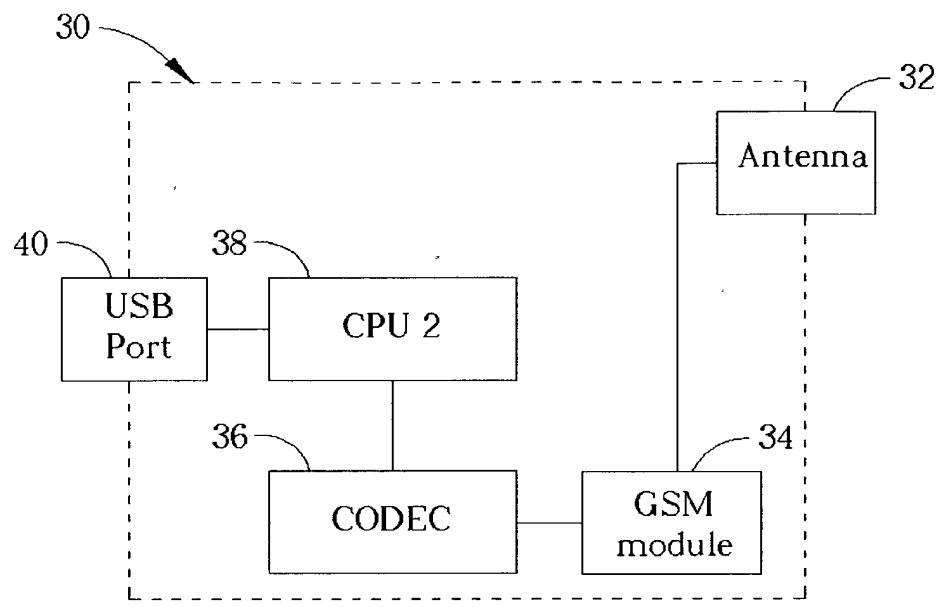 30
32
Antenna
40
38
USB
Port
CPU 2
36
34
CODEC
GSM
module